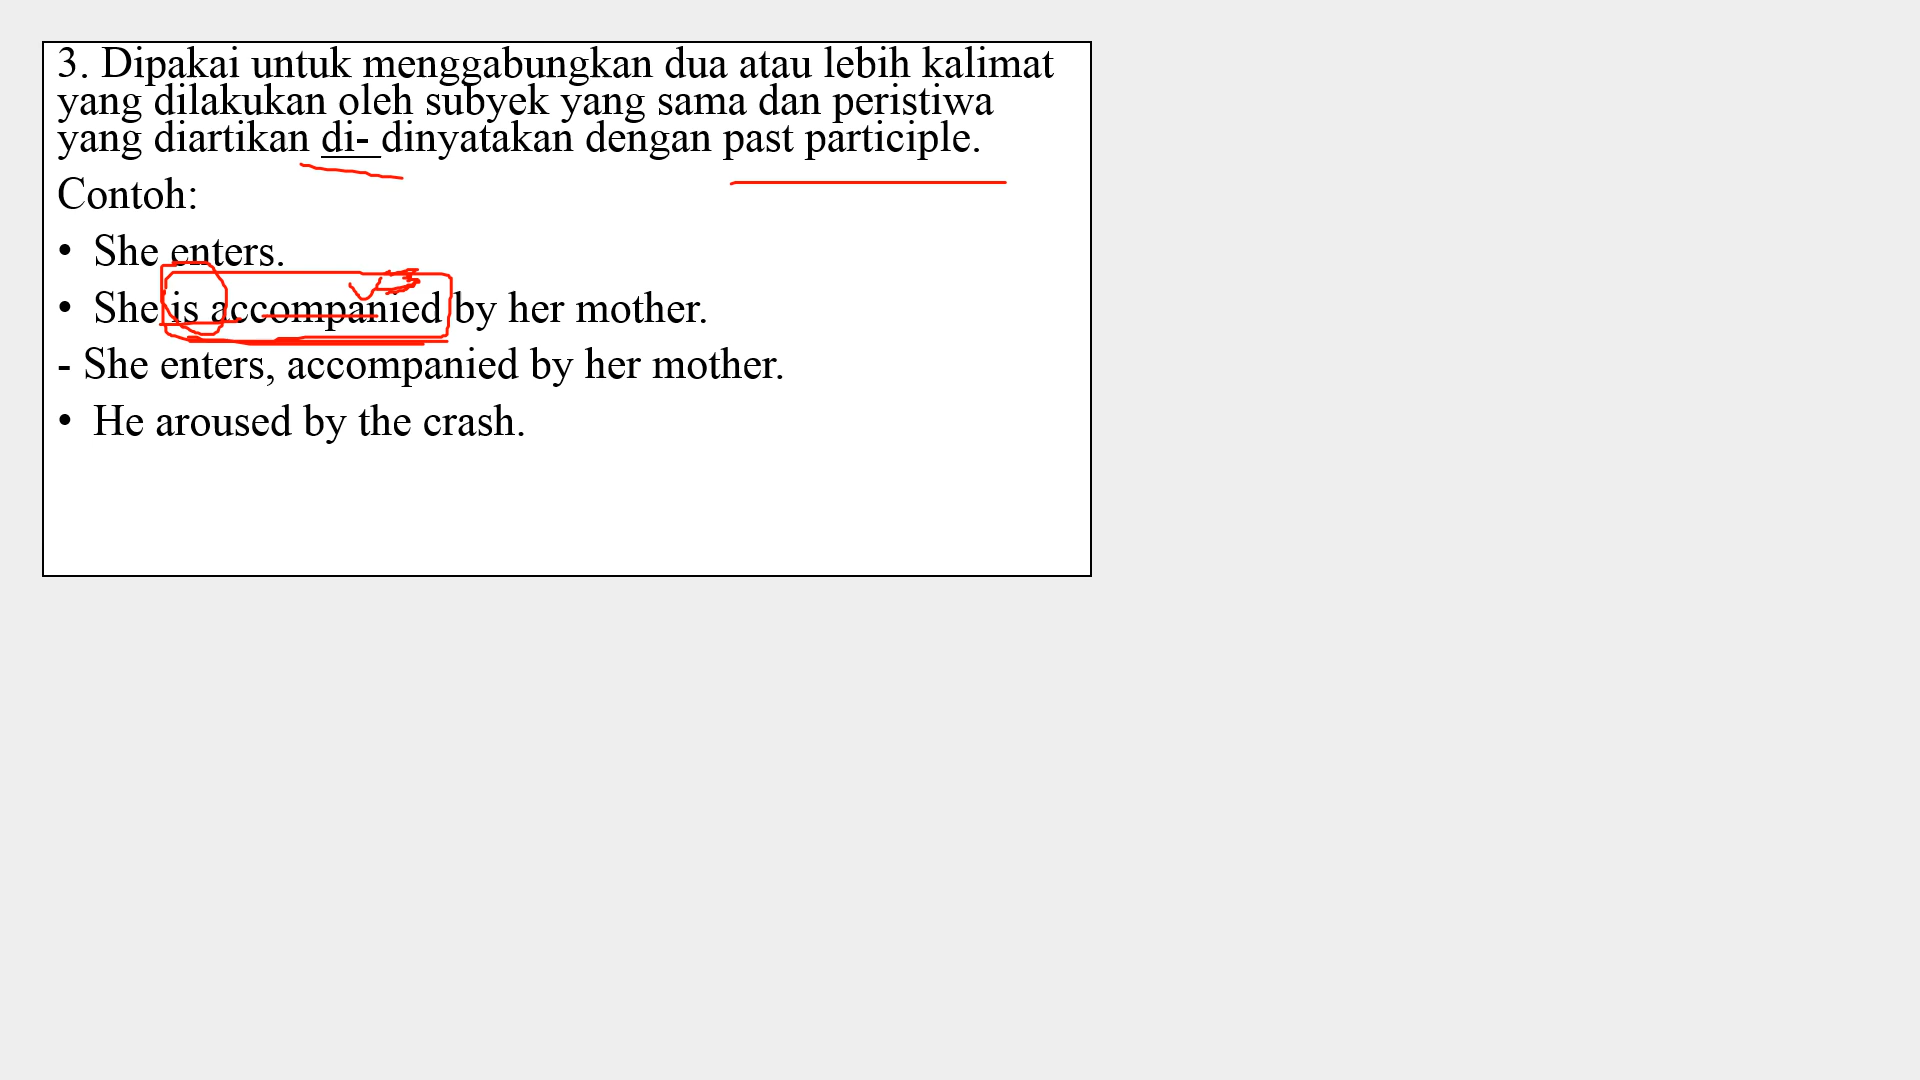 3. Dipakai untuk menggabungkan dua atau lebih kalimat
yang dilakukan oleh subyek yang sama dan peristiwa
yang diartikan di- dinyatakan dengan past participle.
Contoh:
• She enters.
• She is accompanied by her mother.
- She enters, accompanied by her mother.
• He aroused by the crash.